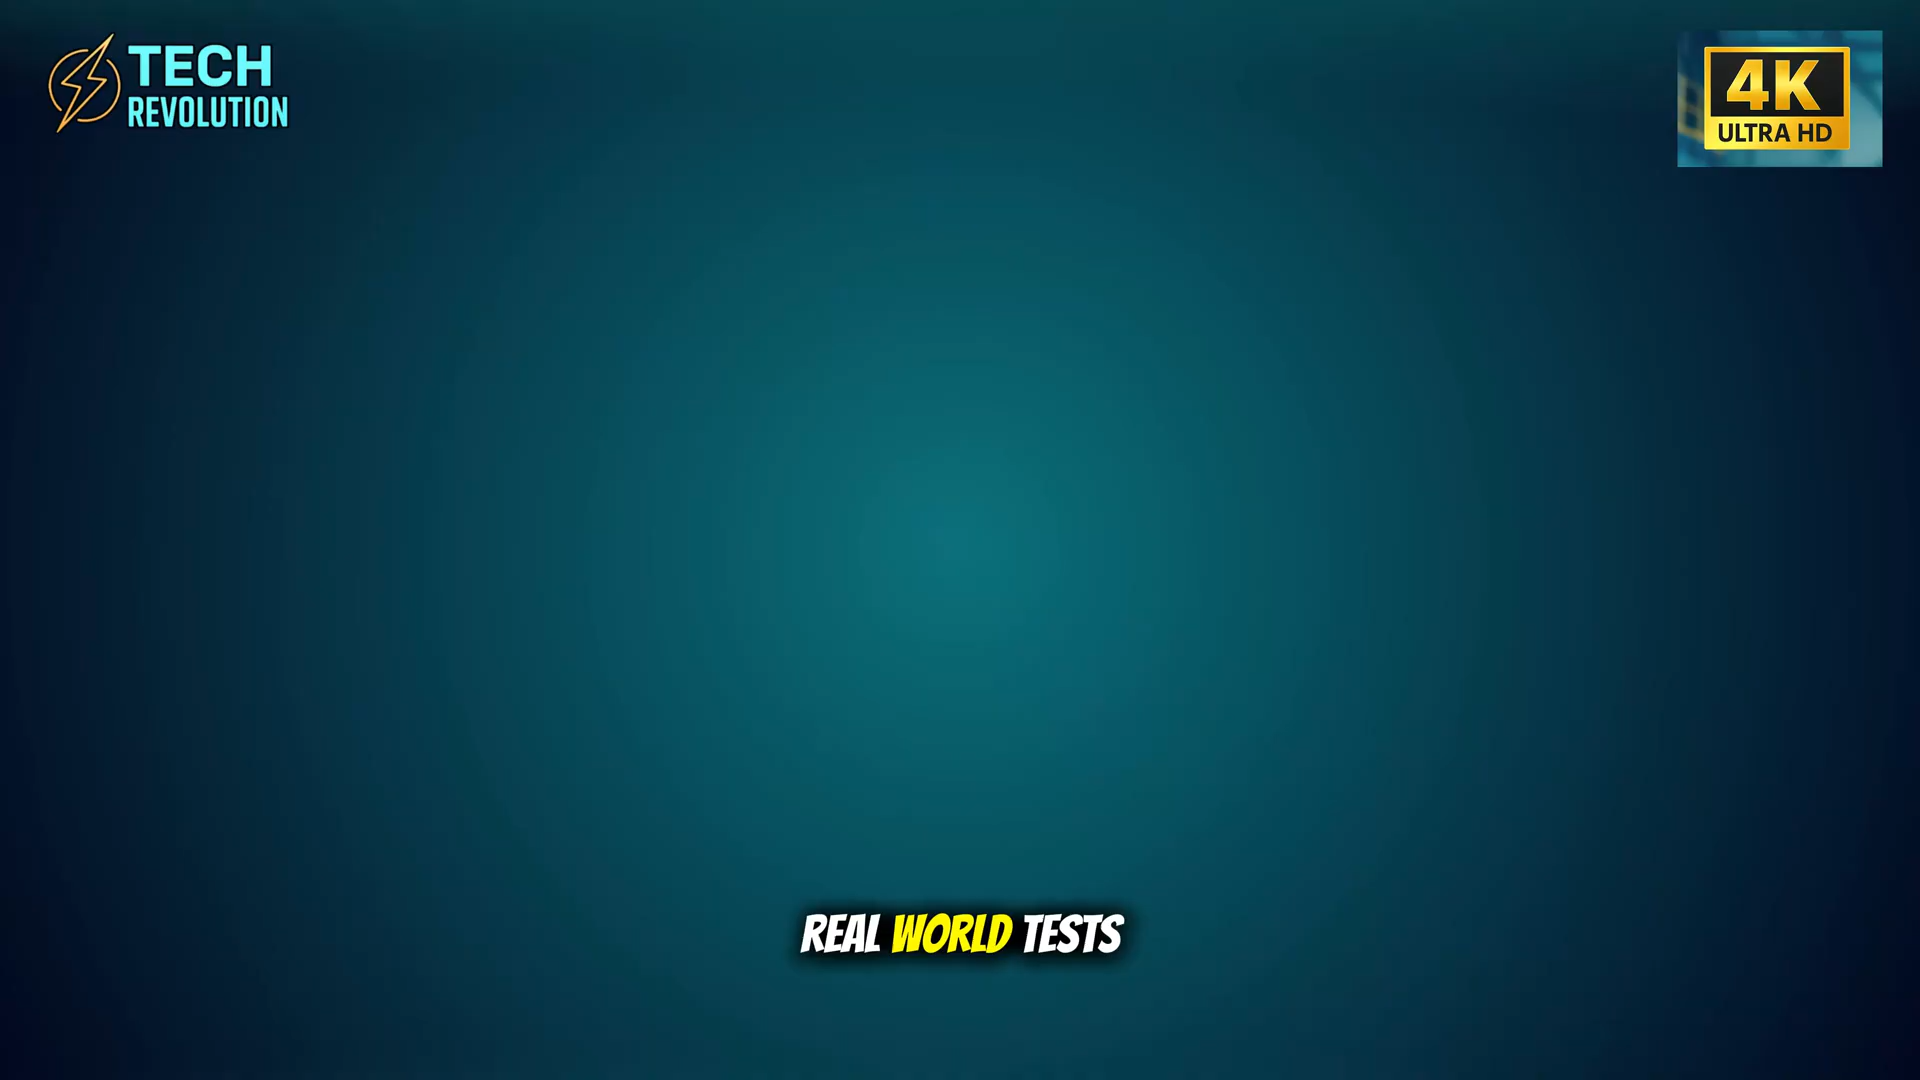 TECH
REVOLUTION
4K
ULTRA HD
REAL WORLD TESTS